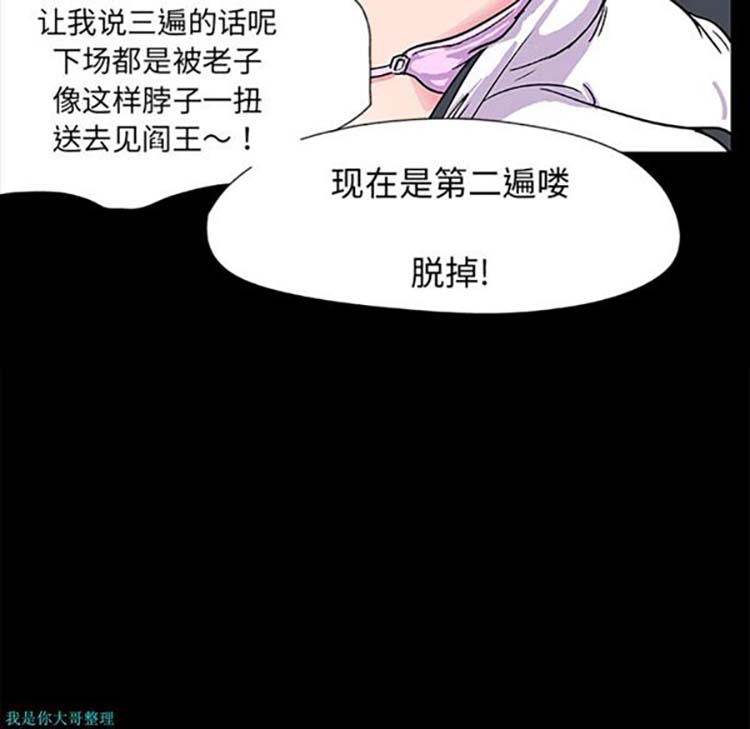 让我说三遍的话呢
下场都是被老子
像这样脖子一扭
送去见阎王～！
现在是第二遍喽
脱掉!
我是你大哥整理